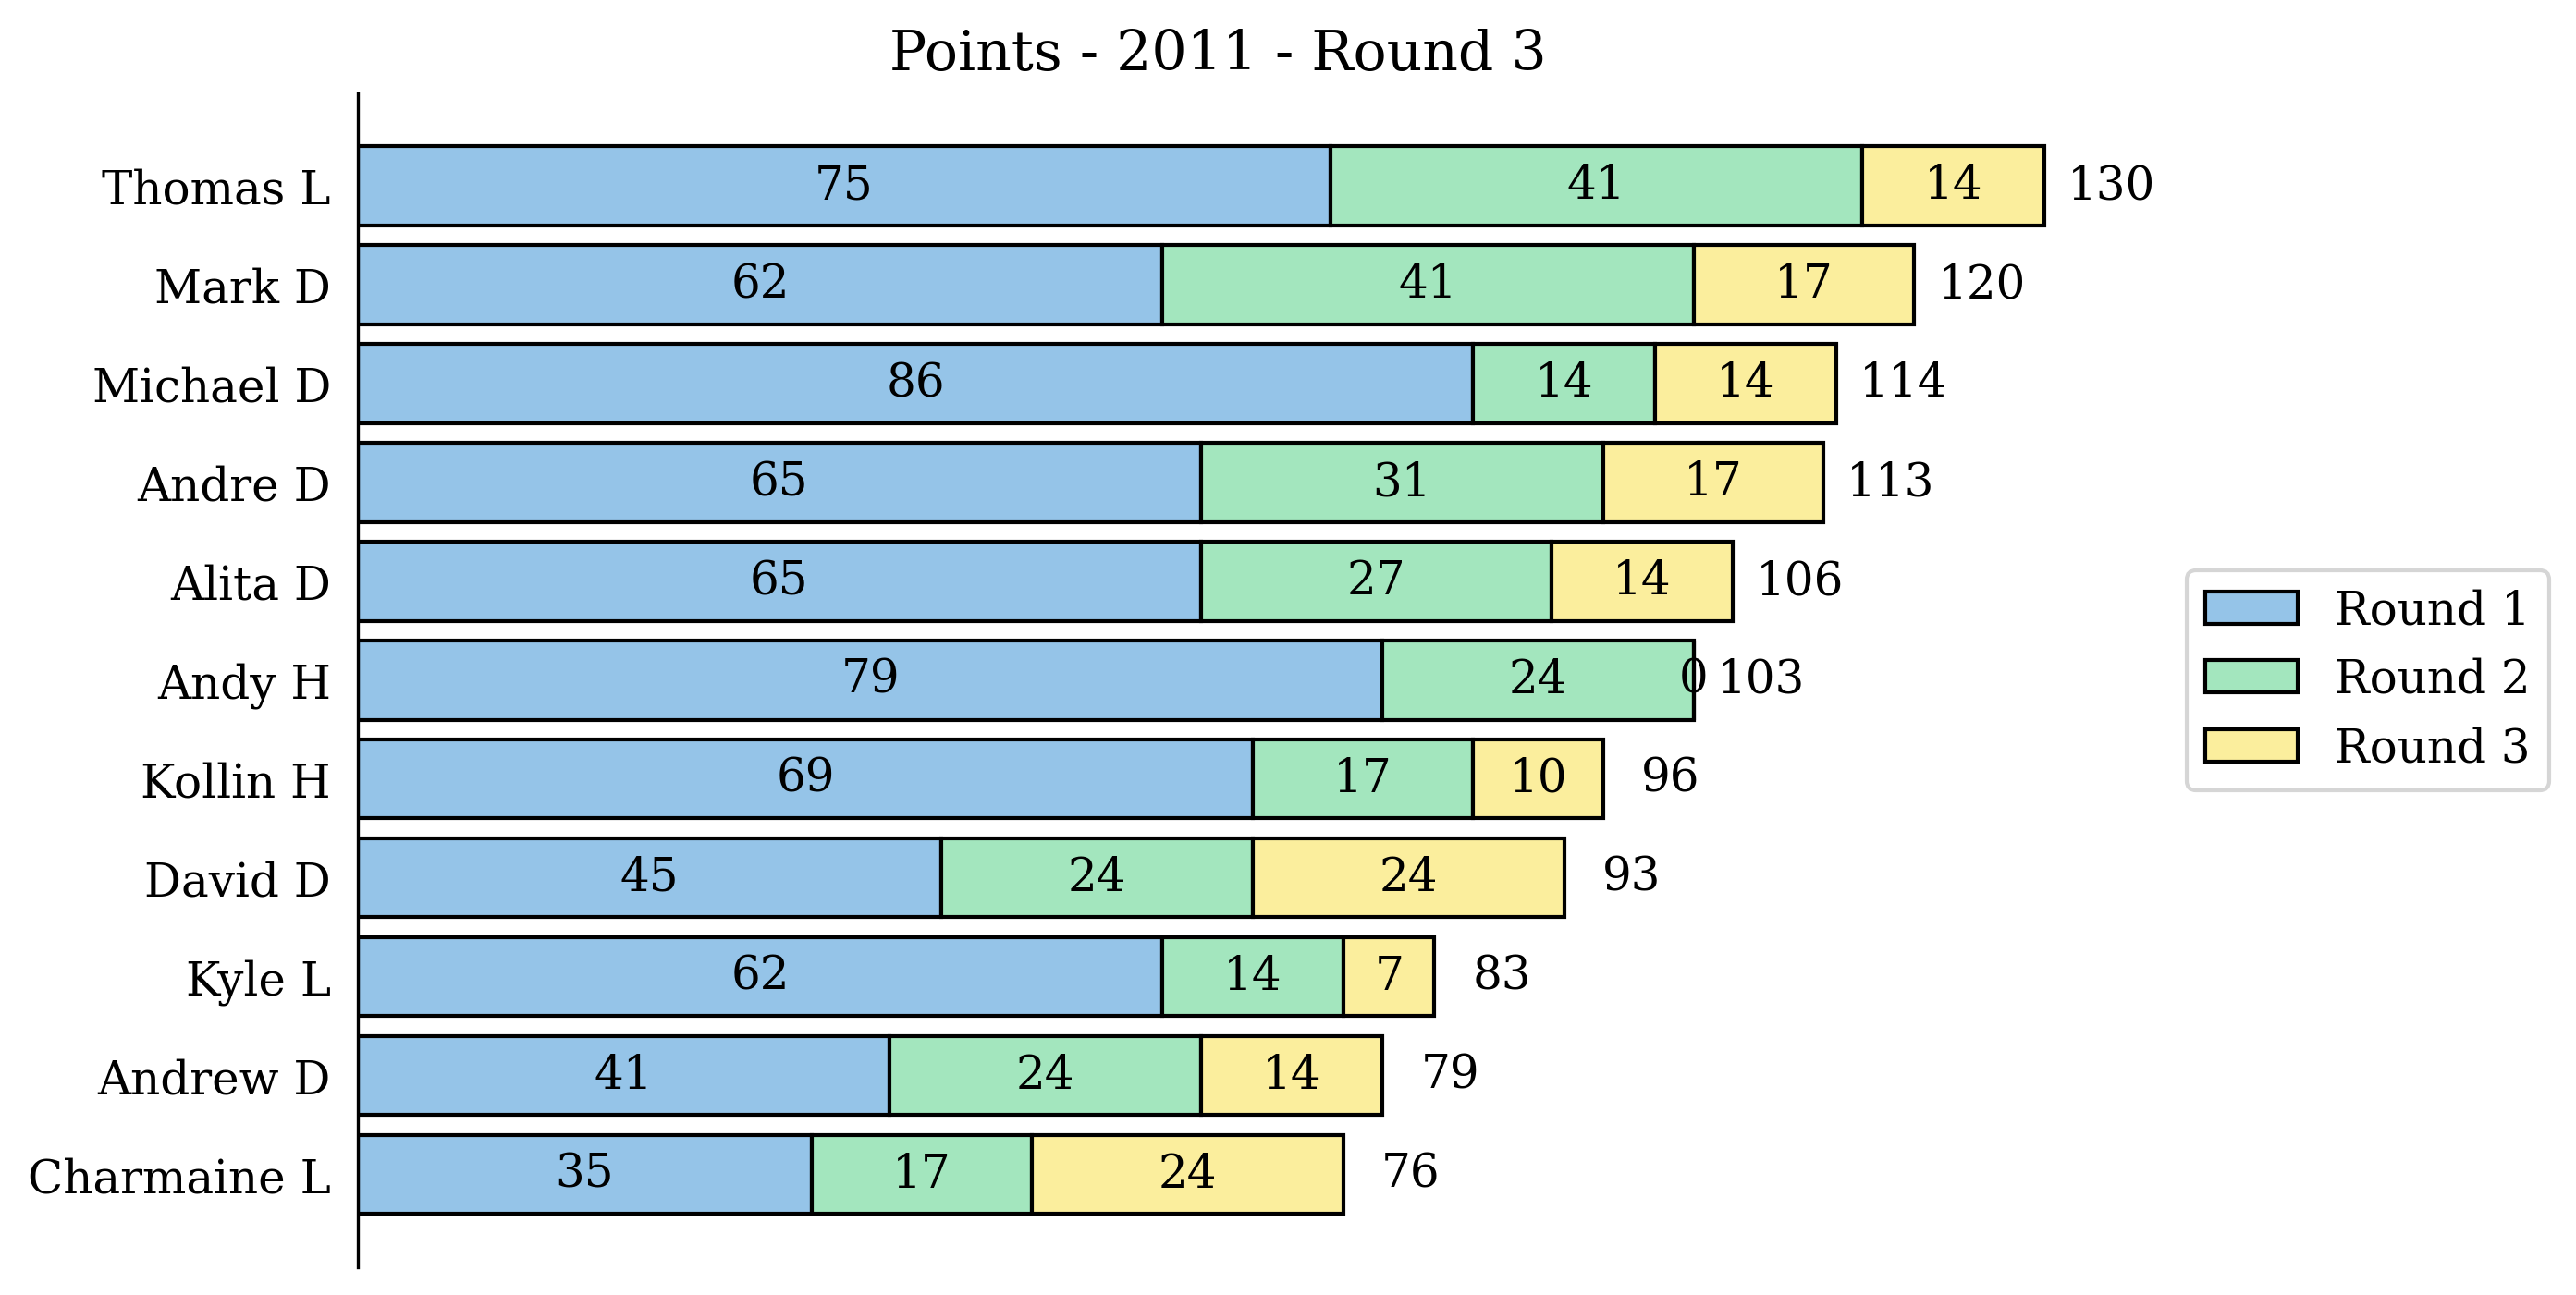 Points - 2011 - Round 3
Thomas L 75 41 14 130
Mark D 62 41 17 120
Michael D 86 14 14 114
Andre D 65 31 17 113
Alita D 65 27 14 106
Andy H 79 24 0 103
Kollin H 69 17 10 96
David D 45 24 24 93
Kyle L 62 14 7 83
Andrew D 41 24 14 79
Charmaine L 35 17 24 76
Round 1
Round 2
Round 3